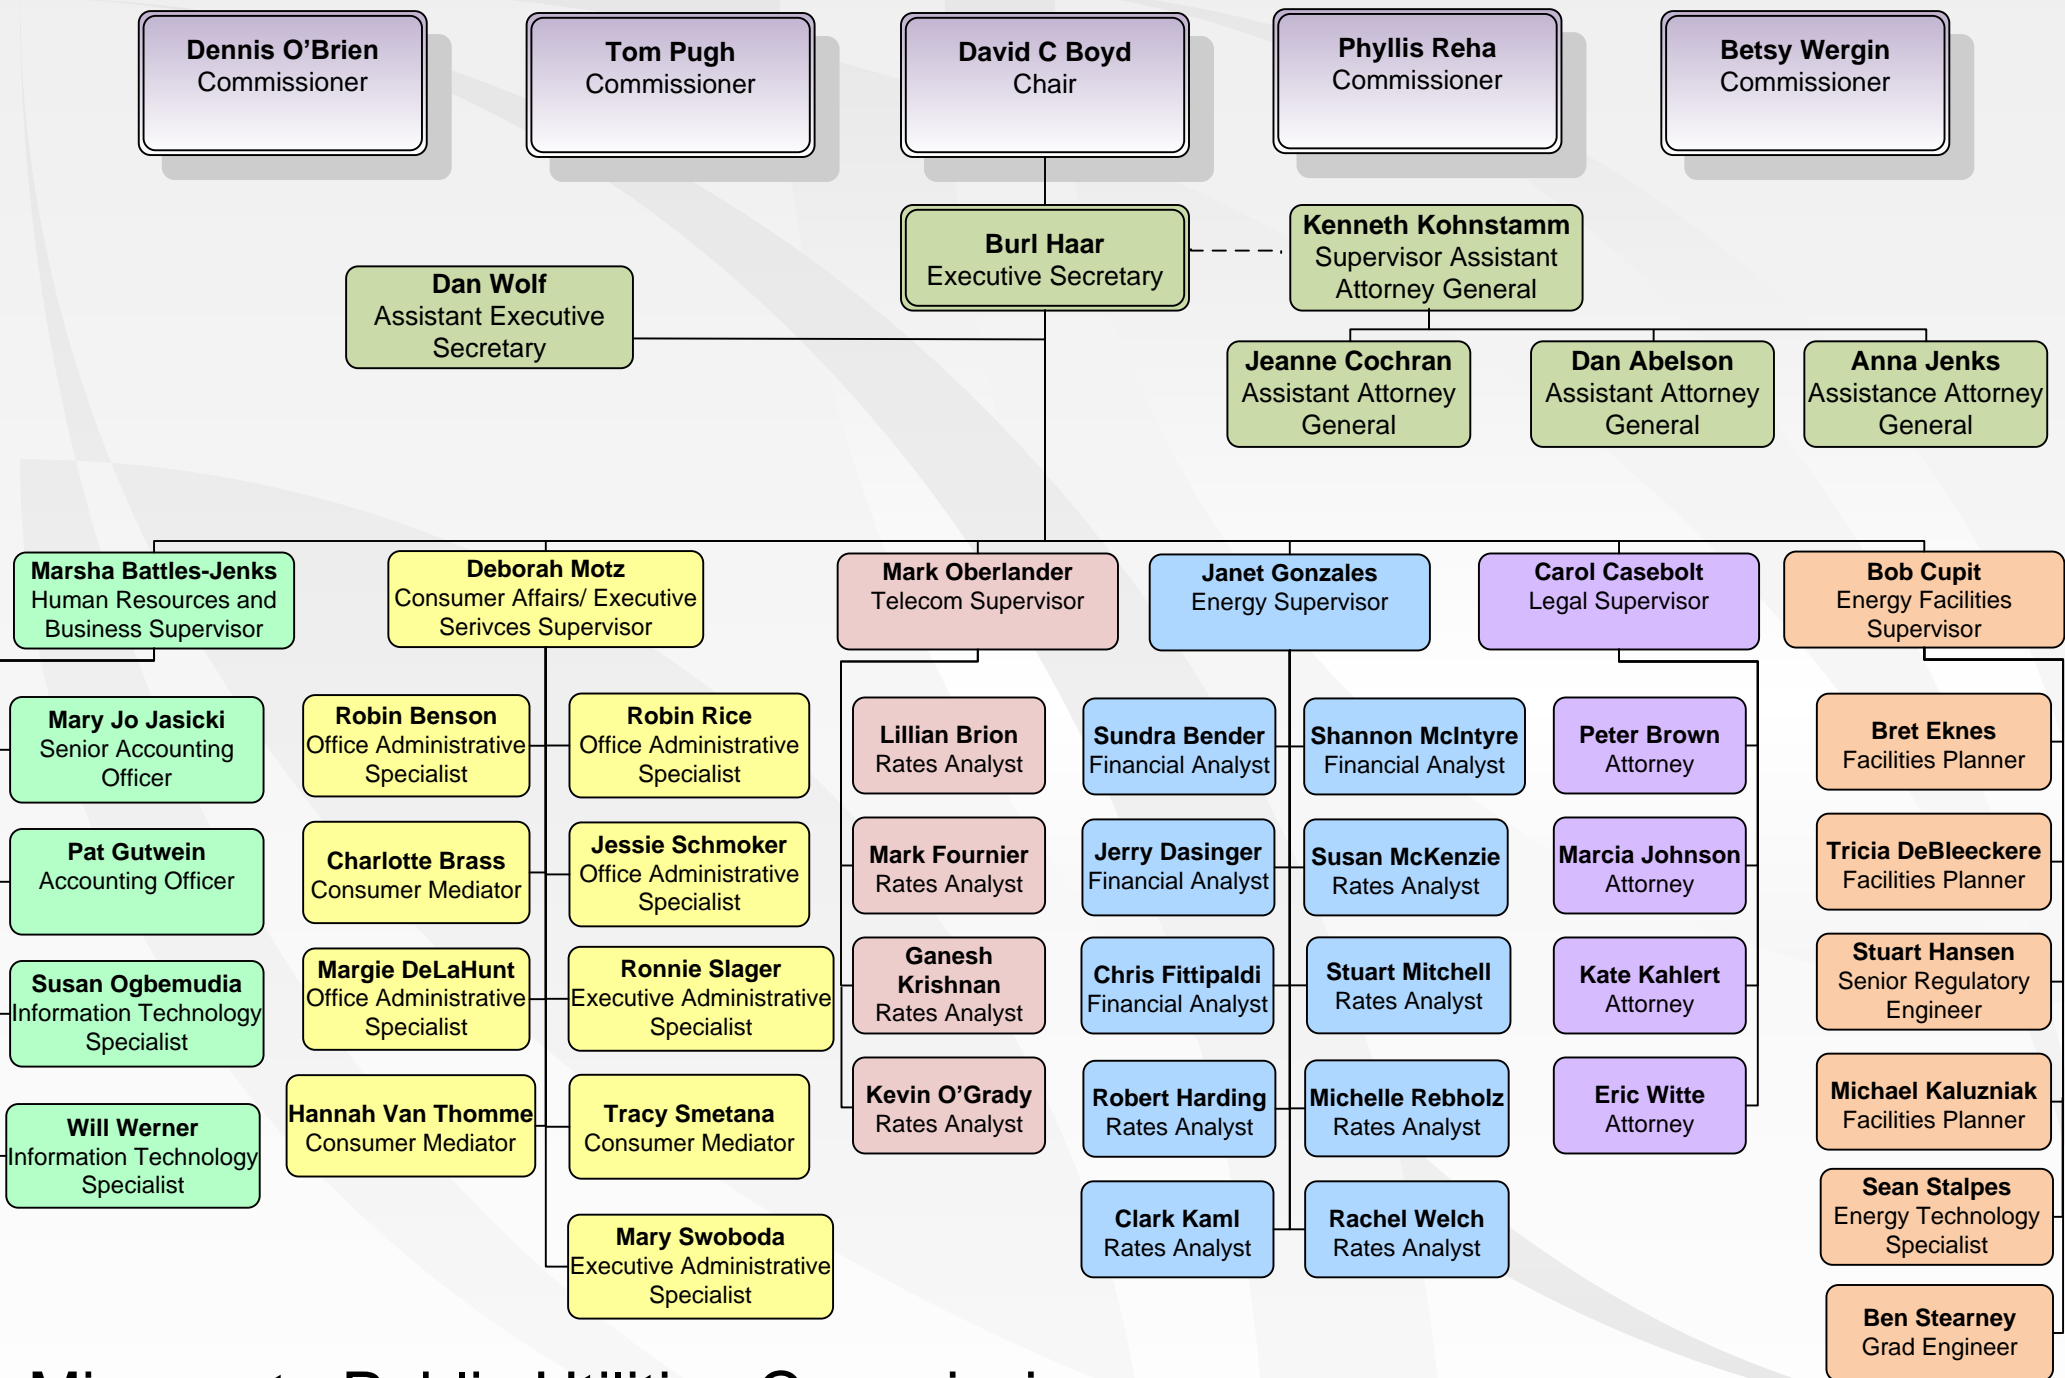 Dennis O’Brien
Commissioner
Tom Pugh
Commissioner
David C Boyd
Chair
Phyllis Reha
Commissioner
Betsy Wergin
Commissioner
Burl Haar
Executive Secretary
Kenneth Kohnstamm
Supervisor Assistant
Attorney General
Dan Wolf
Assistant Executive
Secretary
Jeanne Cochran
Assistant Attorney
General
Dan Abelson
Assistant Attorney
General
Anna Jenks
Assistance Attorney
General
Marsha Battles-Jenks
Human Resources and
Business Supervisor
Deborah Motz
Consumer Affairs/ Executive
Serivces Supervisor
Mark Oberlander
Telecom Supervisor
Janet Gonzales
Energy Supervisor
Carol Casebolt
Legal Supervisor
Bob Cupit
Energy Facilities
Supervisor
Mary Jo Jasicki
Senior Accounting
Officer
Pat Gutwein
Accounting Officer
Susan Ogbemudia
Information Technology
Specialist
Will Werner
Information Technology
Specialist
Robin Benson
Office Administrative
Specialist
Charlotte Brass
Consumer Mediator
Margie DeLaHunt
Office Administrative
Specialist
Hannah Van Thomme
Consumer Mediator
Robin Rice
Office Administrative
Specialist
Jessie Schmoker
Office Administrative
Specialist
Ronnie Slager
Executive Administrative
Specialist
Tracy Smetana
Consumer Mediator
Mary Swoboda
Executive Administrative
Specialist
Lillian Brion
Rates Analyst
Mark Fournier
Rates Analyst
Ganesh
Krishnan
Rates Analyst
Kevin O’Grady
Rates Analyst
Sundra Bender
Financial Analyst
Jerry Dasinger
Financial Analyst
Chris Fittipaldi
Financial Analyst
Robert Harding
Rates Analyst
Clark Kaml
Rates Analyst
Shannon McIntyre
Financial Analyst
Susan McKenzie
Rates Analyst
Stuart Mitchell
Rates Analyst
Michelle Rebholz
Rates Analyst
Rachel Welch
Rates Analyst
Peter Brown
Attorney
Marcia Johnson
Attorney
Kate Kahlert
Attorney
Eric Witte
Attorney
Bret Eknes
Facilities Planner
Tricia DeBleeckere
Facilities Planner
Stuart Hansen
Senior Regulatory
Engineer
Michael Kaluzniak
Facilities Planner
Sean Stalpes
Energy Technology
Specialist
Ben Stearney
Grad Engineer
Minnesota Public Utilities Commission